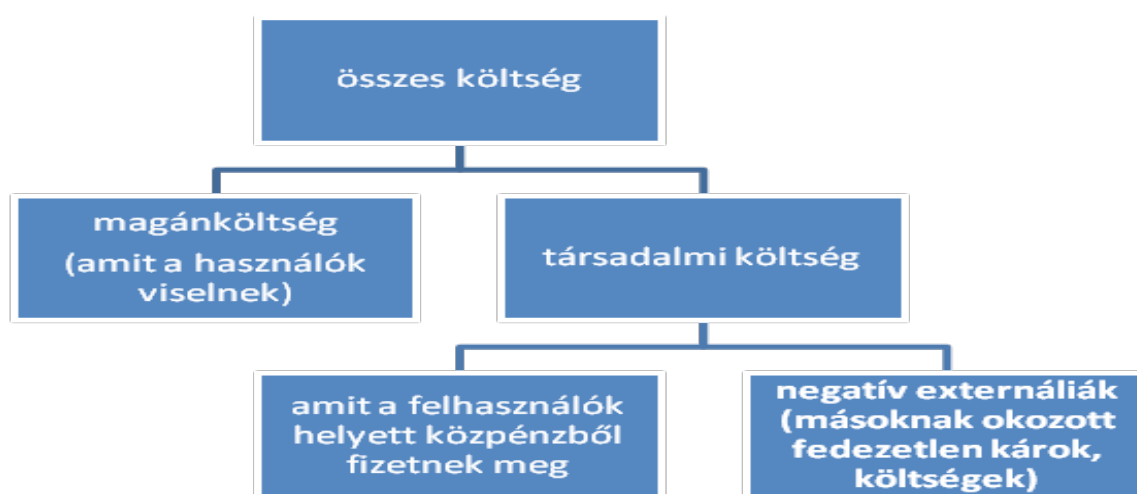 összes költség
magánköltség
(amit a használók
viselnek)
társadalmi költség
amit a felhasználók
helyett közpénzből
fizetnek meg
negatív externáliák
(másoknak okozott
fedezetlen károk,
költségek)